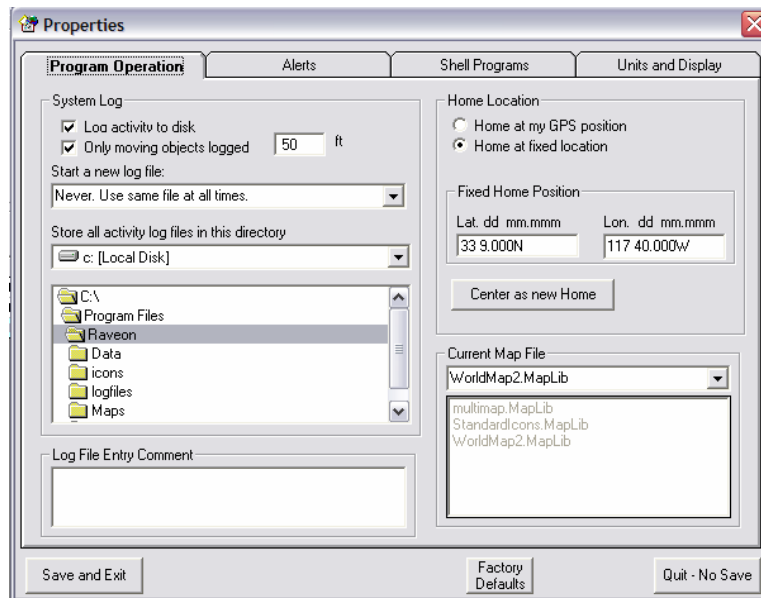 Properties
Program Operation
Alerts
Shell Programs
Units and Display
System Log
Log activity to disk
Only moving objects logged 50 ft
Start a new log file:
Never. Use same file at all times.
Store all activity log files in this directory
c: [Local Disk]
C:\
Program Files
Raveon
Data
icons
logfiles
Maps
Log File Entry Comment
Home Location
Home at my GPS position
Home at fixed location
Fixed Home Position
Lat. dd mm.mmm Lon. dd mm.mmm
33 9.000N 117 40.000W
Center as new Home
Current Map File
WorldMap2.MapLib
multimap.MapLib
StandardIcons.MapLib
WorldMap2.MapLib
Save and Exit
Factory
Defaults
Quit - No Save